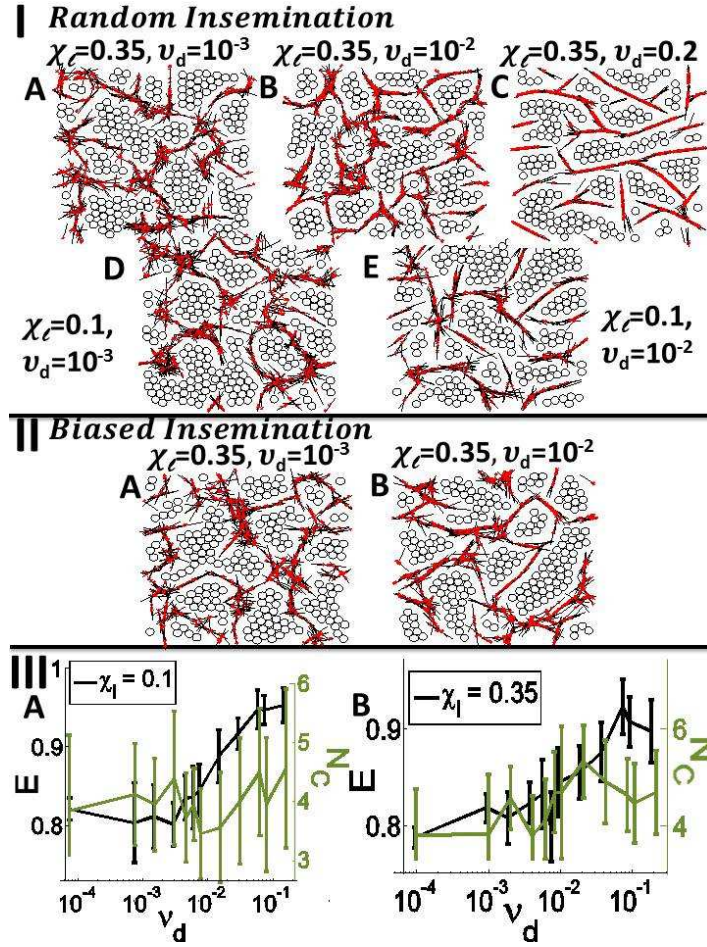 I Random Insemination
χℓ=0.35, υd=10⁻³ χℓ=0.35, υd=10⁻² χℓ=0.35, υd=0.2
A B C
D E
χℓ=0.1,
υd=10⁻³
χℓ=0.1,
υd=10⁻²
II Biased Insemination
χℓ=0.35, υd=10⁻³ χℓ=0.35, υd=10⁻²
A B
III
A
χI = 0.1
1
0.9
0.8
E
6
5
4
3
NC
10⁻⁴ 10⁻³ 10⁻² 10⁻¹
νd
B
χI = 0.35
0.9
0.8
E
6
4
NC
10⁻⁴ 10⁻³ 10⁻² 10⁻¹
νd